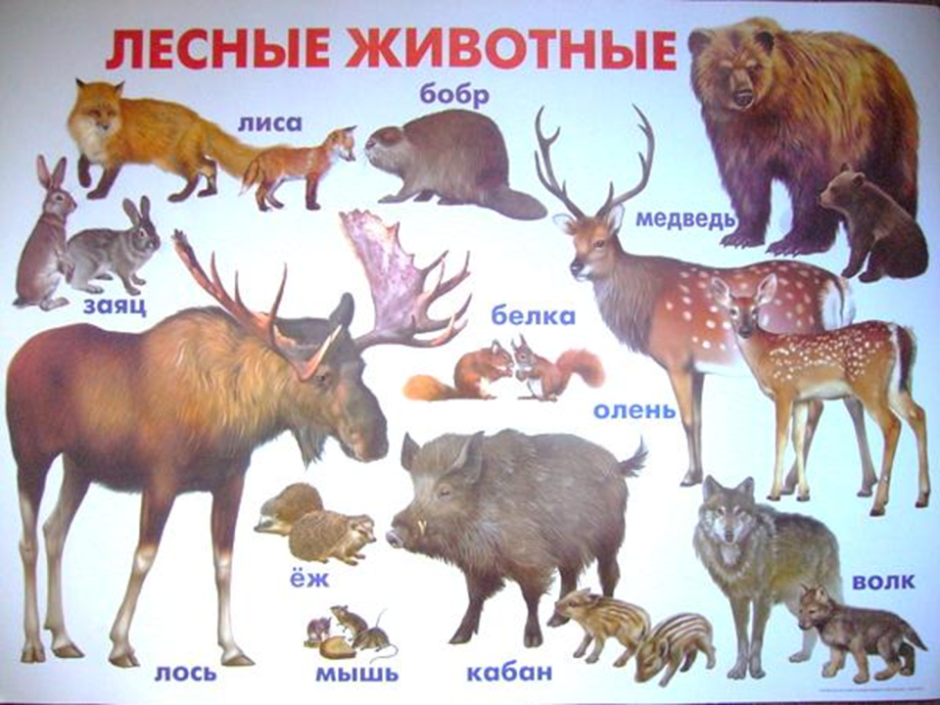 ЛЕСНЫЕ ЖИВОТНЫЕ
бобр
лиса
медведь
заяц
белка
олень
ёж
волк
лось
мышь
кабан